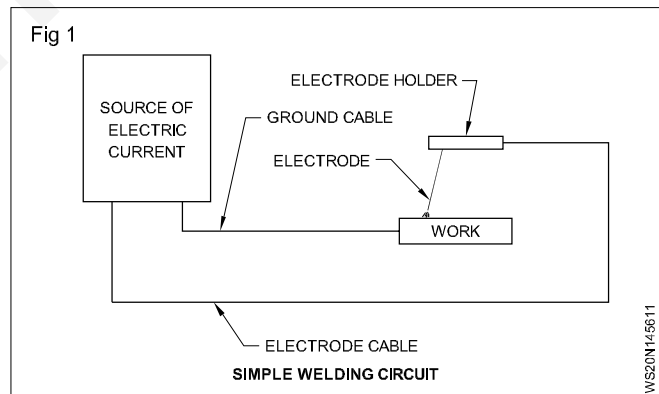 Fig 1
ELECTRODE HOLDER
SOURCE OF
ELECTRIC
CURRENT
GROUND CABLE
ELECTRODE
WORK
ELECTRODE CABLE
SIMPLE WELDING CIRCUIT
WS20N145611